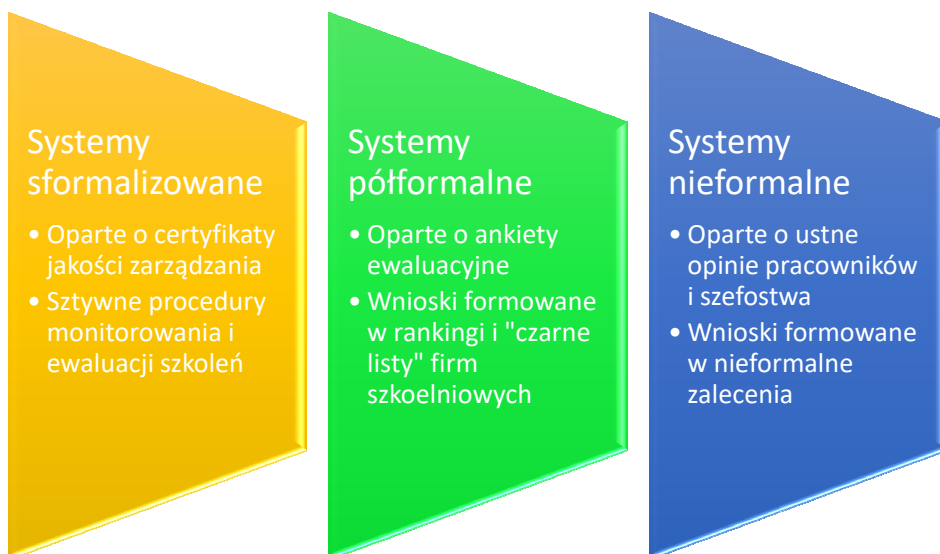 Systemy
sformalizowane
• Oparte o certyfikaty
jakości zarządzania
• Sztywne procedury
monitorowania i
ewaluacji szkoleń
Systemy
półformalne
• Oparte o ankiety
ewaluacyjne
• Wnioski formowane
w rankingi i "czarne
listy" firm
szkoelniowych
Systemy
nieformalne
• Oparte o ustne
opinie pracowników
i szefostwa
• Wnioski formowane
w nieformalne
zalecenia